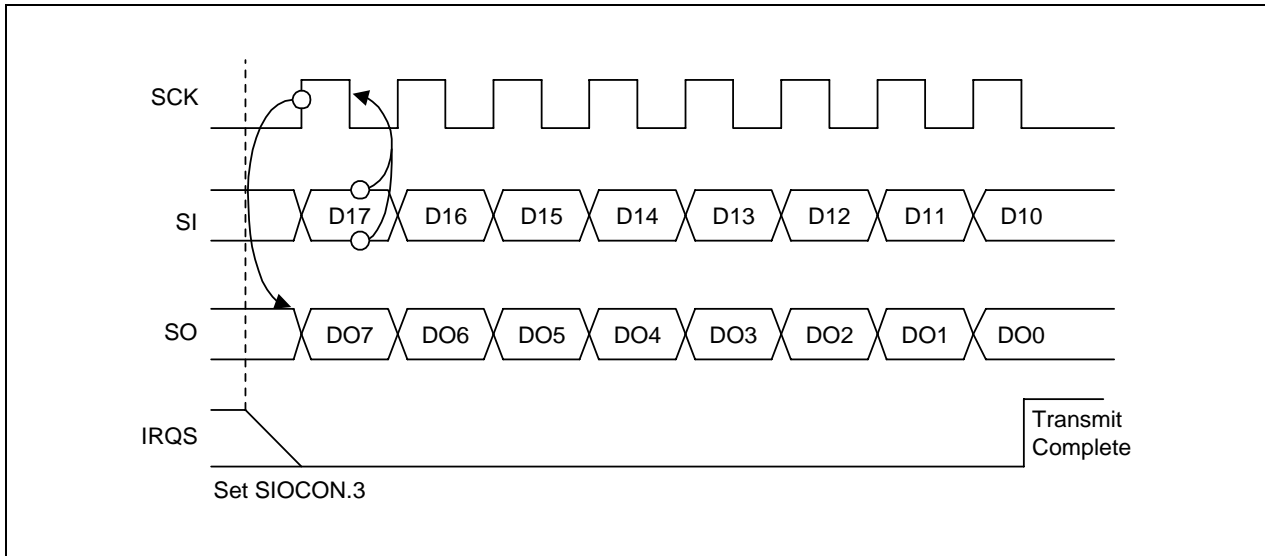 SCK
SI
D17 D16 D15 D14 D13 D12 D11 D10
SO
DO7 DO6 DO5 DO4 DO3 DO2 DO1 DO0
IRQS
Transmit
Complete
Set SIOCON.3